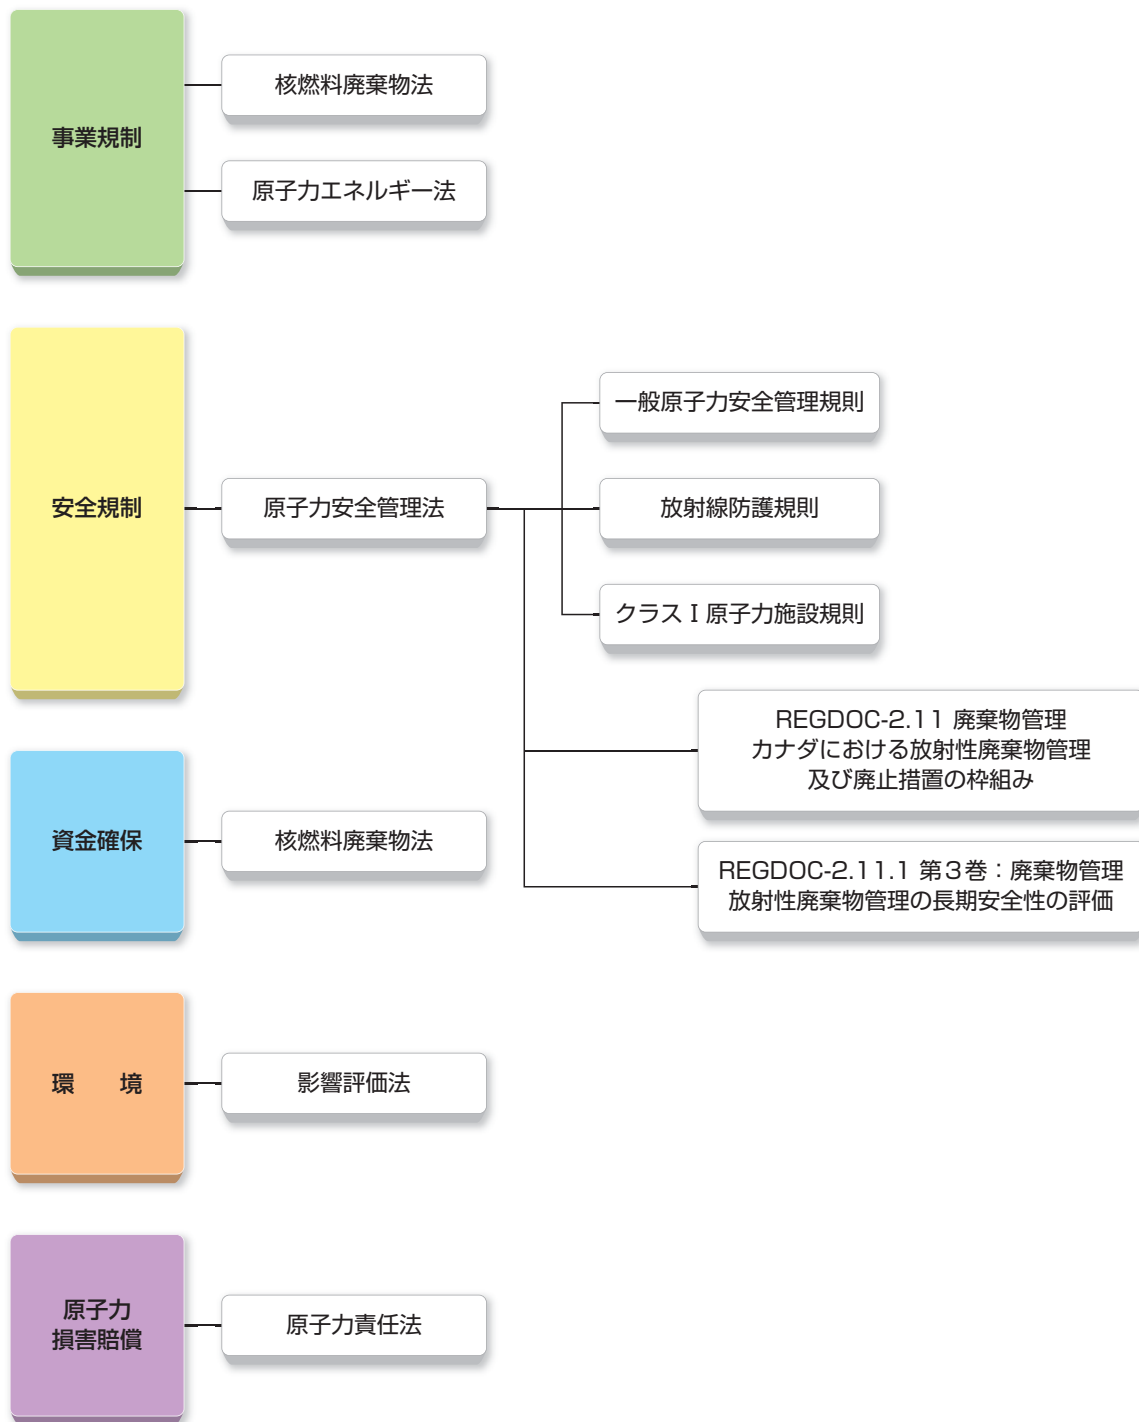 事業規制
核燃料廃棄物法
原子力エネルギー法
安全規制
原子力安全管理法
一般原子力安全管理規則
放射線防護規則
クラスⅠ原子力施設規則
REGDOC-2.11 廃棄物管理
カナダにおける放射性廃棄物管理
及び廃止措置の枠組み
REGDOC-2.11.1 第3巻：廃棄物管理
放射性廃棄物管理の長期安全性の評価
資金確保
核燃料廃棄物法
環　境
影響評価法
原子力
損害賠償
原子力責任法